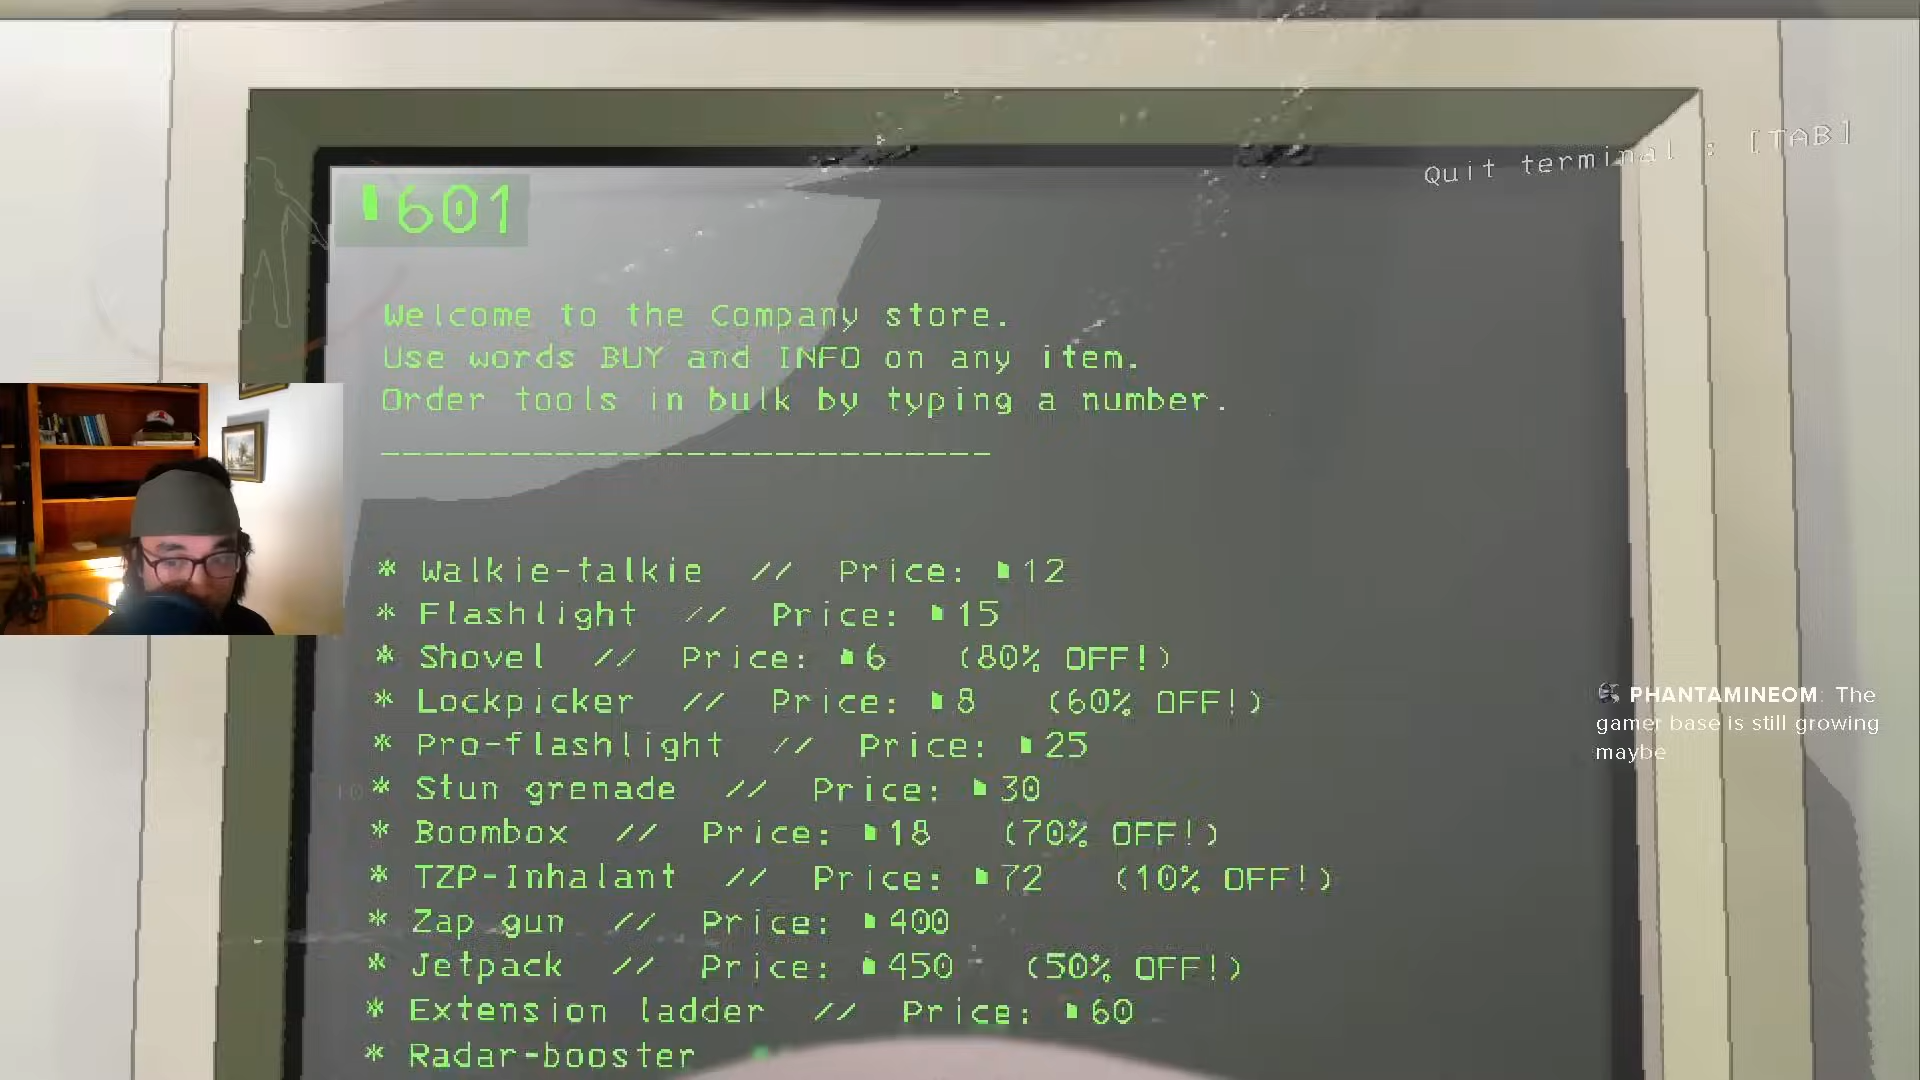 601
Quit terminal : [TAB]
Welcome to the Company store.
Use words BUY and INFO on any item.
Order tools in bulk by typing a number.
----------------------------
* Walkie-talkie // Price: 12
* Flashlight // Price: 15
* Shovel // Price: 6 (80% OFF!)
* Lockpicker // Price: 8 (60% OFF!)
* Pro-flashlight // Price: 25
* Stun grenade // Price: 30
* Boombox // Price: 18 (70% OFF!)
* TZP-Inhalant // Price: 72 (10% OFF!)
* Zap gun // Price: 400
* Jetpack // Price: 450 (50% OFF!)
* Extension ladder // Price: 60
* Radar-booster
PHANTAMINEOM: The
gamer base is still growing
maybe